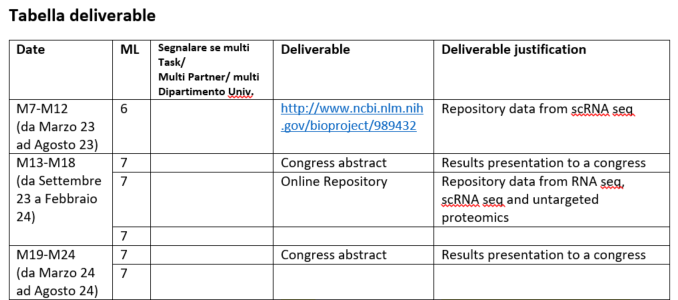 Tabella deliverable
Date
ML
Segnalare se multi
Task/
Multi Partner/ multi
Dipartimento Univ.
Deliverable
Deliverable justification
M7-M12
(da Marzo 23
ad Agosto 23)
6
http://www.ncbi.nlm.nih
.gov/bioproject/989432
Repository data from scRNA seq
M13-M18
(da Settembre
23 a Febbraio
24)
7
Congress abstract
Results presentation to a congress
7
Online Repository
Repository data from RNA seq,
scRNA seq and untargeted
proteomics
7
M19-M24
(da Marzo 24
ad Agosto 24)
7
Congress abstract
Results presentation to a congress
7